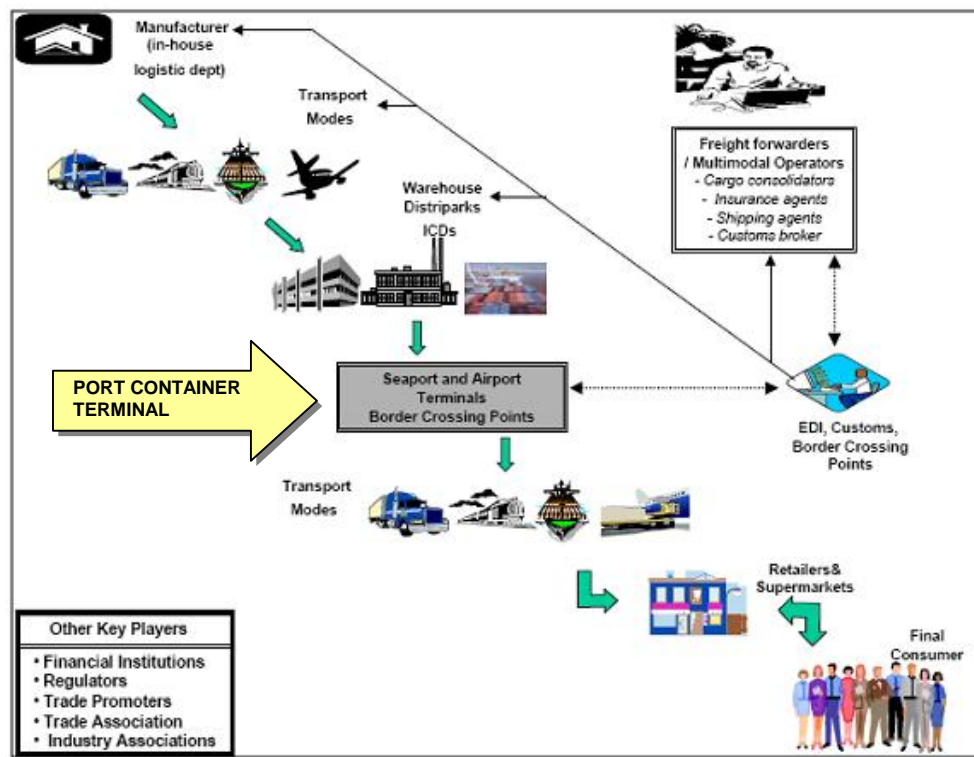 Manufacturer
(in-house
logistic dept)
Transport
Modes
Freight forwarders
/ Multimodal Operators
- Cargo consolidators
- Insurance agents
- Shipping agents
- Customs broker
Warehouse
Distriparks
ICDs
PORT CONTAINER
TERMINAL
Seaport and Airport
Terminals
Border Crossing Points
EDI, Customs,
Border Crossing
Points
Transport
Modes
Retailers&
Supermarkets
Final
Consumer
Other Key Players
• Financial Institutions
• Regulators
• Trade Promoters
• Trade Association
• Industry Associations